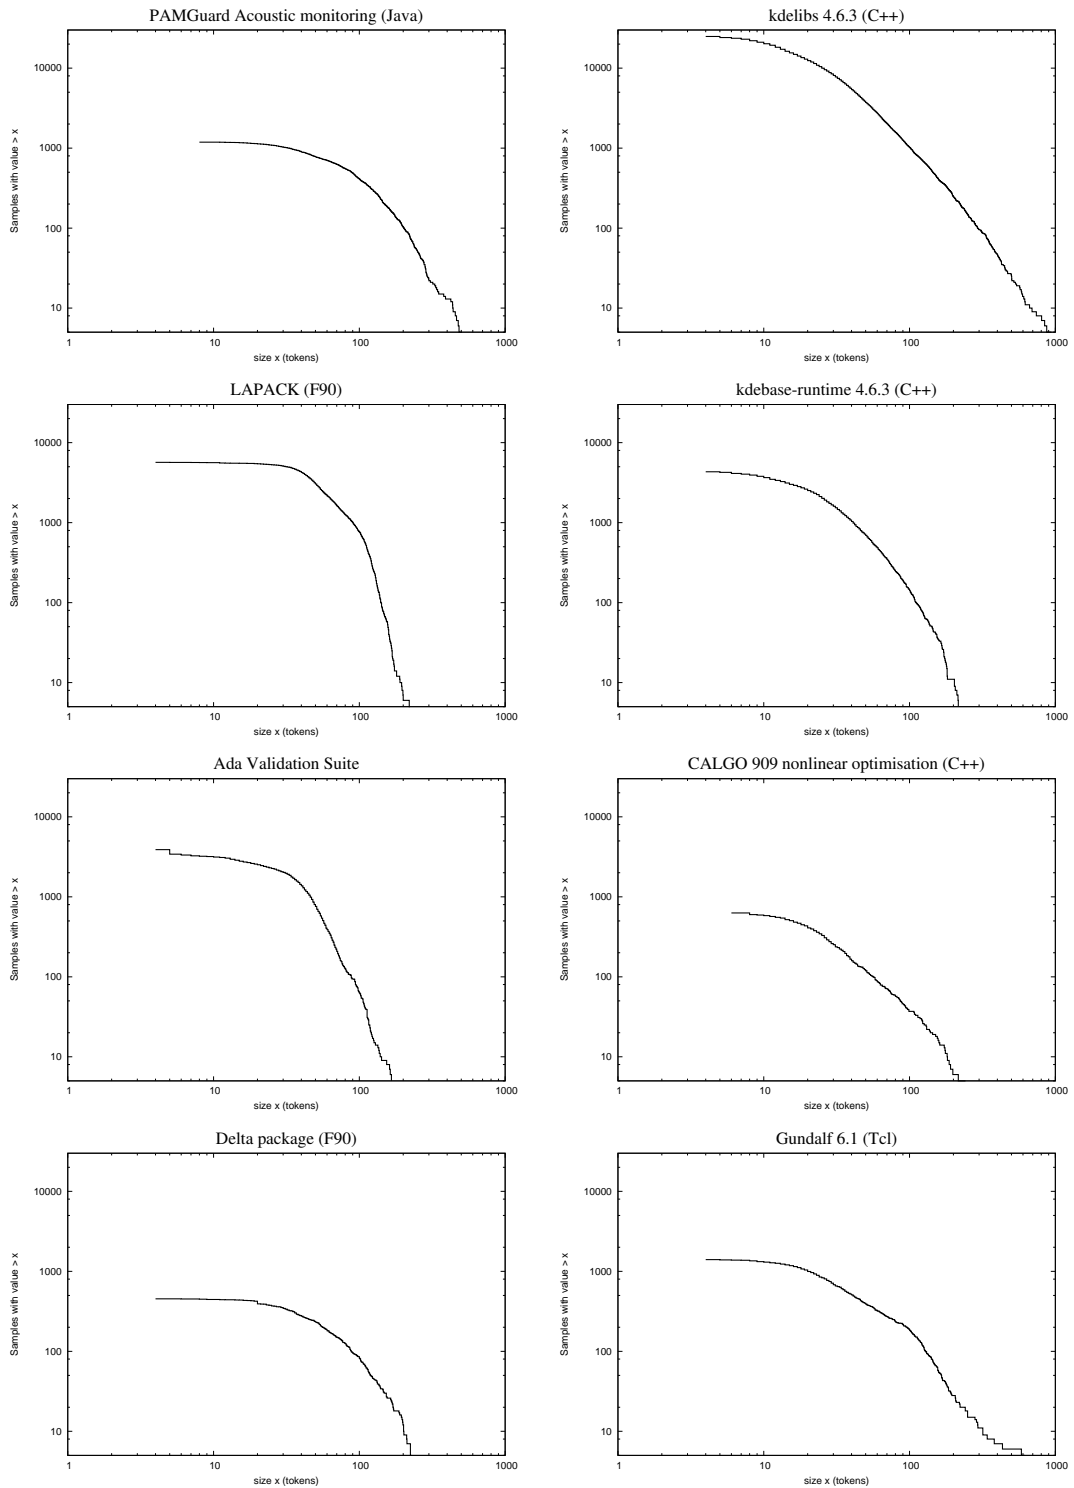 PAMGuard Acoustic monitoring (Java)
10000
1000
100
10
Samples with value > x
1 10 100 1000
size x (tokens)
kdelibs 4.6.3 (C++)
10000
1000
100
10
Samples with value > x
1 10 100 1000
size x (tokens)
LAPACK (F90)
10000
1000
100
10
Samples with value > x
1 10 100 1000
size x (tokens)
kdebase-runtime 4.6.3 (C++)
10000
1000
100
10
Samples with value > x
1 10 100 1000
size x (tokens)
Ada Validation Suite
10000
1000
100
10
Samples with value > x
1 10 100 1000
size x (tokens)
CALGO 909 nonlinear optimisation (C++)
10000
1000
100
10
Samples with value > x
1 10 100 1000
size x (tokens)
Delta package (F90)
10000
1000
100
10
Samples with value > x
1 10 100 1000
size x (tokens)
Gundalf 6.1 (Tcl)
10000
1000
100
10
Samples with value > x
1 10 100 1000
size x (tokens)